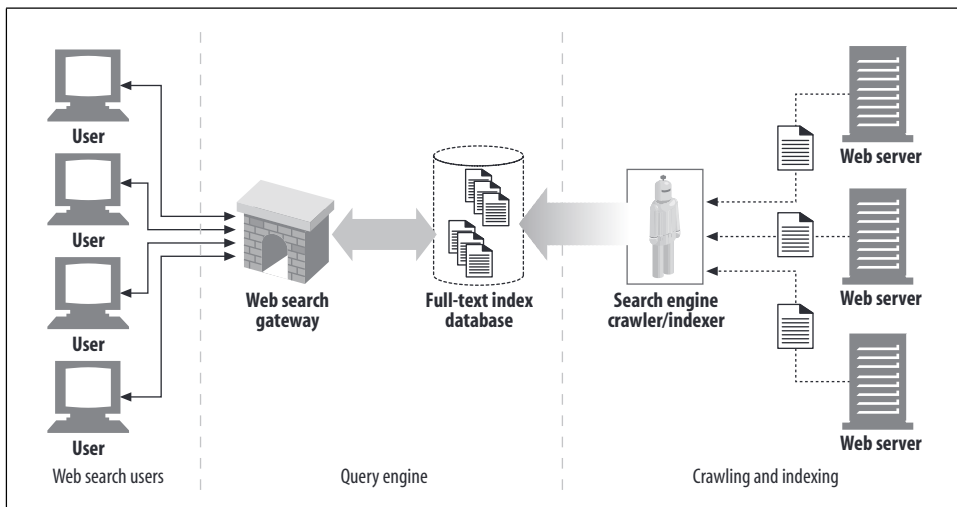 User
User
User
User
Web search users
Web search
gateway
Full-text index
database
Query engine
Search engine
crawler/indexer
Web server
Web server
Web server
Crawling and indexing